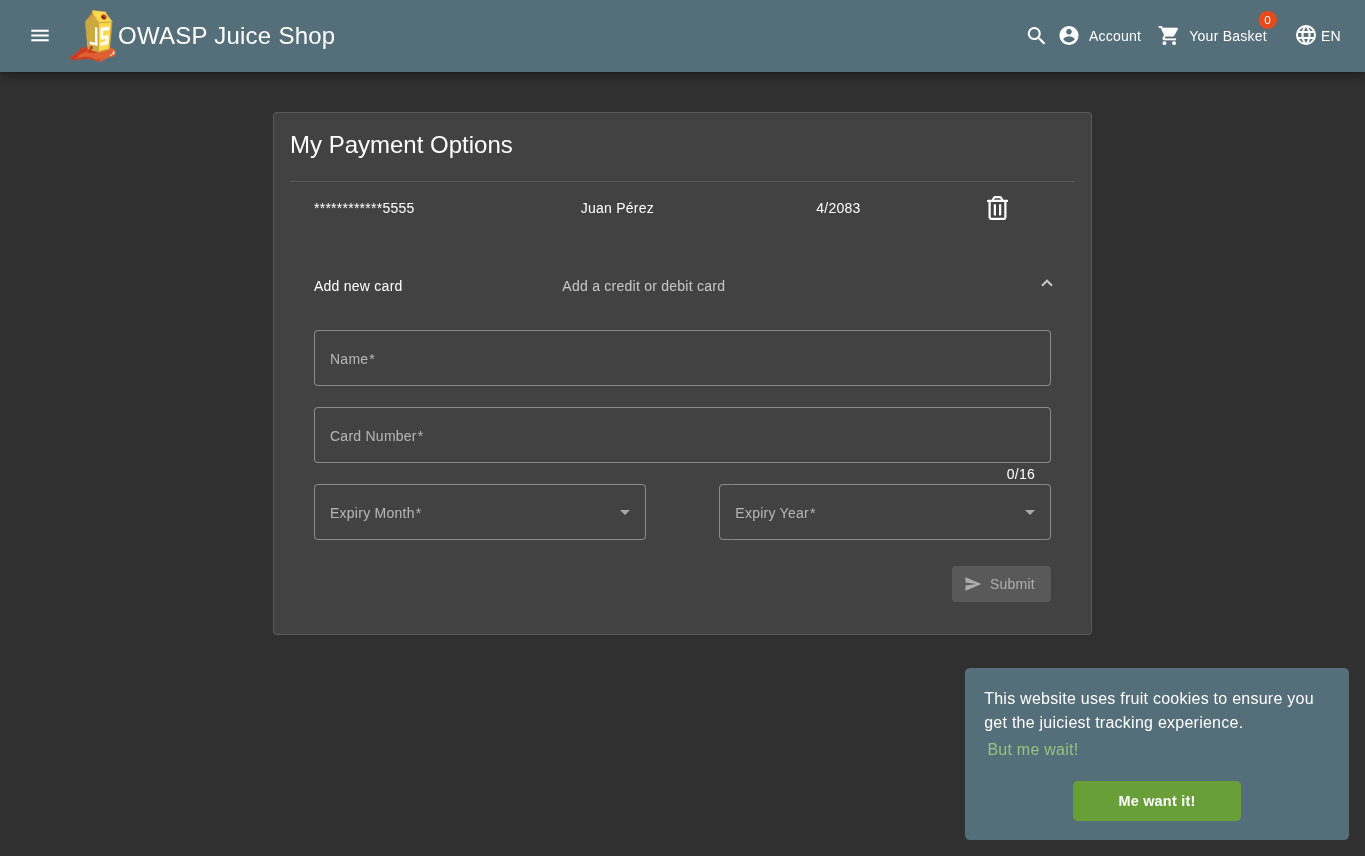 OWASP Juice Shop
Account
Your Basket
0
EN
My Payment Options
************5555 Juan Pérez 4/2083
Add new card Add a credit or debit card
Name*
Card Number*
0/16
Expiry Month* Expiry Year*
Submit
This website uses fruit cookies to ensure you
get the juiciest tracking experience.
But me wait!
Me want it!